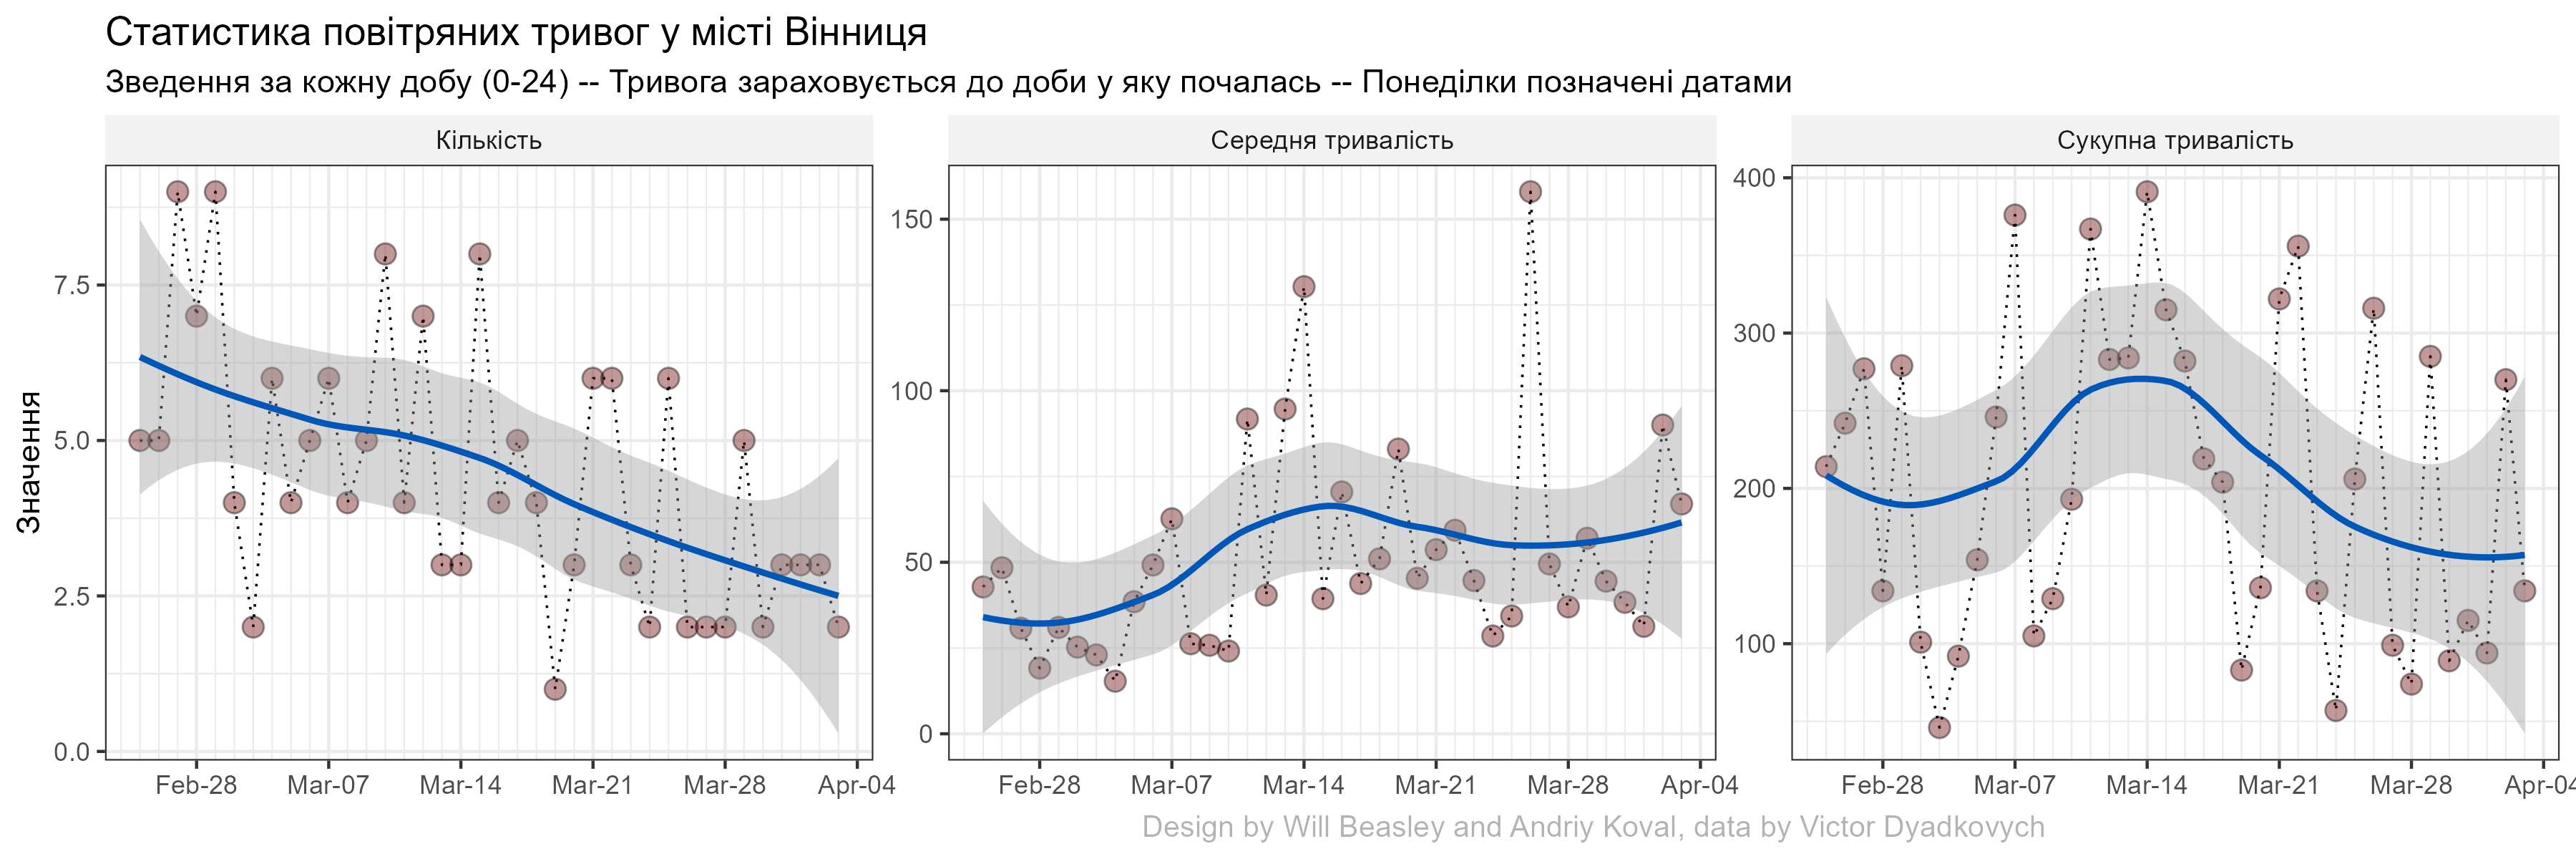 Статистика повітряних тривог у місті Вінниця
Зведення за кожну добу (0-24) -- Тривога зараховується до доби у яку почалась -- Понеділки позначені датами
Кількість
Середня тривалість
Сукупна тривалість
Значення
7.5
5.0
2.5
0.0
150
100
50
0
400
300
200
100
Feb-28 Mar-07 Mar-14 Mar-21 Mar-28 Apr-04
Feb-28 Mar-07 Mar-14 Mar-21 Mar-28 Apr-04
Feb-28 Mar-07 Mar-14 Mar-21 Mar-28 Apr-04
Design by Will Beasley and Andriy Koval, data by Victor Dyadkovych